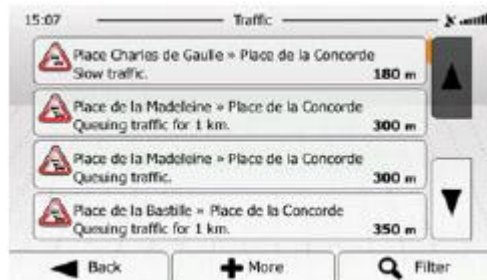 15:07 Traffic
Place Charles de Gaulle » Place de la Concorde
Slow traffic. 180 m
Place de la Madeleine » Place de la Concorde
Queuing traffic for 1 km. 300 m
Place de la Madeleine » Place de la Concorde
Queuing traffic. 300 m
Place de la Bastille » Place de la Concorde
Queuing traffic for 1 km. 350 m
Back More Filter